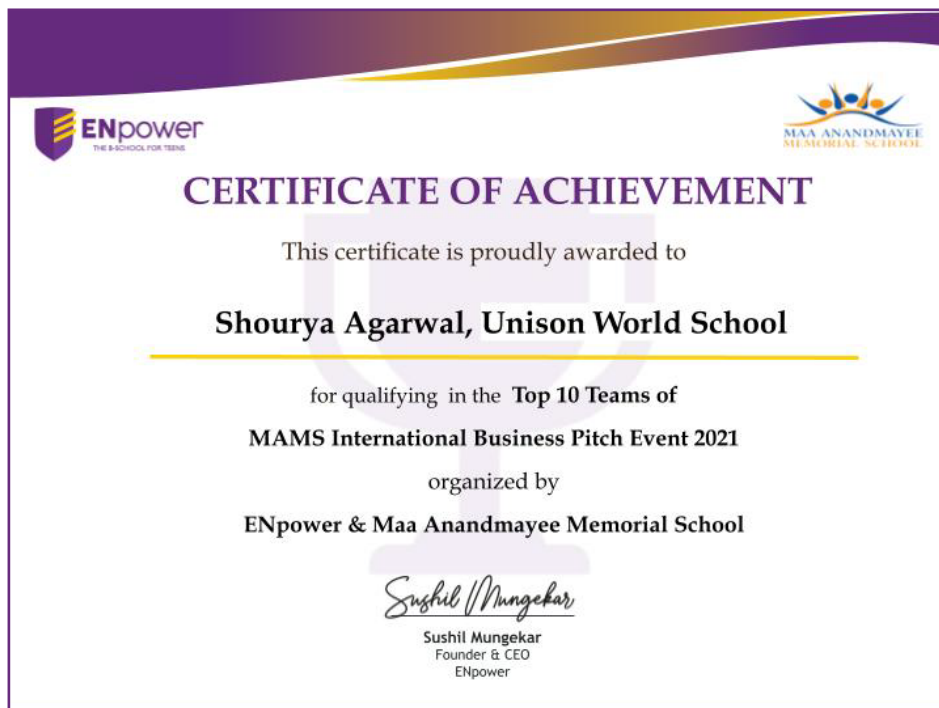 ENpower
THE B-SCHOOL FOR TEENS
MAA ANANDMAYEE
MEMORIAL SCHOOL
CERTIFICATE OF ACHIEVEMENT
This certificate is proudly awarded to
Shourya Agarwal, Unison World School
for qualifying in the Top 10 Teams of
MAMS International Business Pitch Event 2021
organized by
ENpower & Maa Anandmayee Memorial School
Sushil Mungekar
Sushil Mungekar
Founder & CEO
ENpower